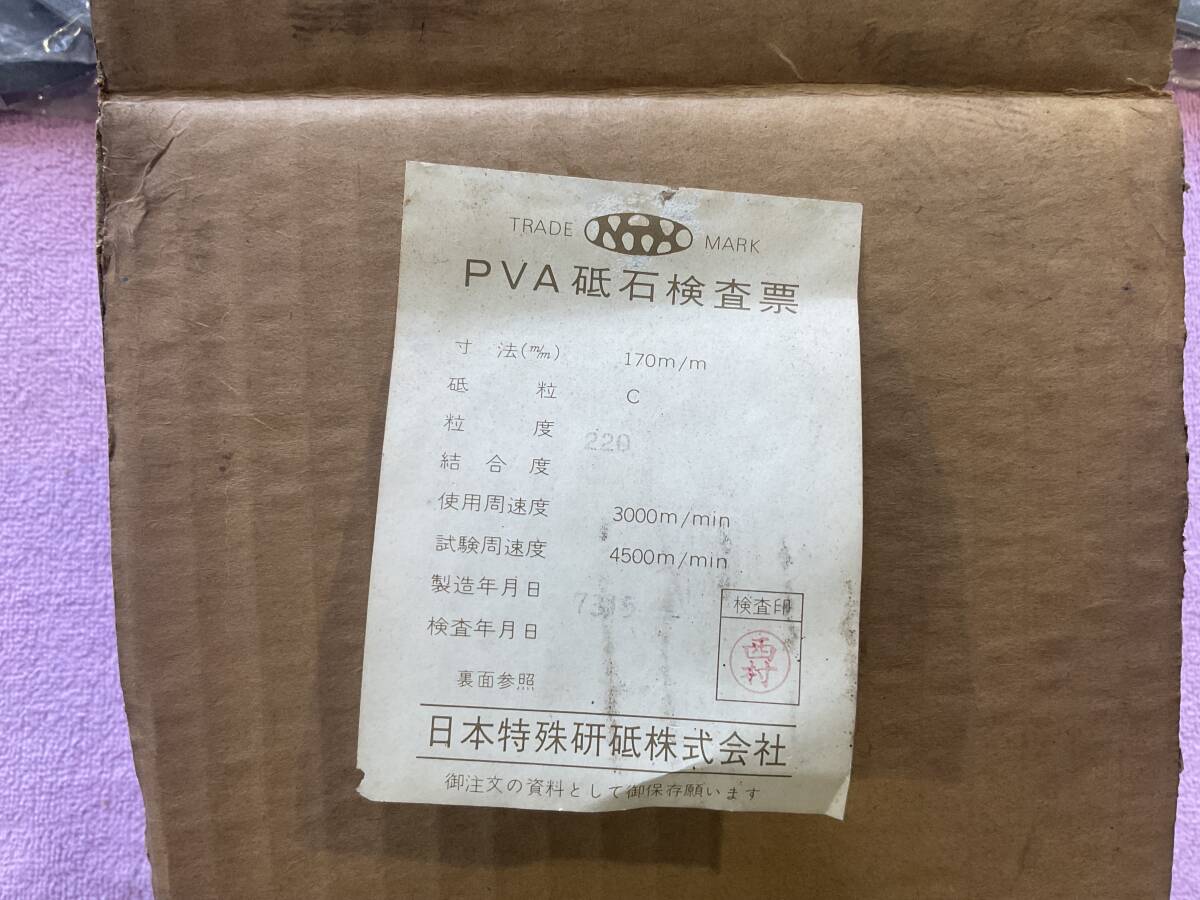 TRADE NTK MARK
PVA砥石検査票
寸法(m/m) 170m/m
砥粒 C
粒度 220
結合度
使用周速度 3000m/min
試験周速度 4500m/min
製造年月日
検査年月日
検査印
西村
裏面参照
日本特殊研砥株式会社
御注文の資料として御保存願います